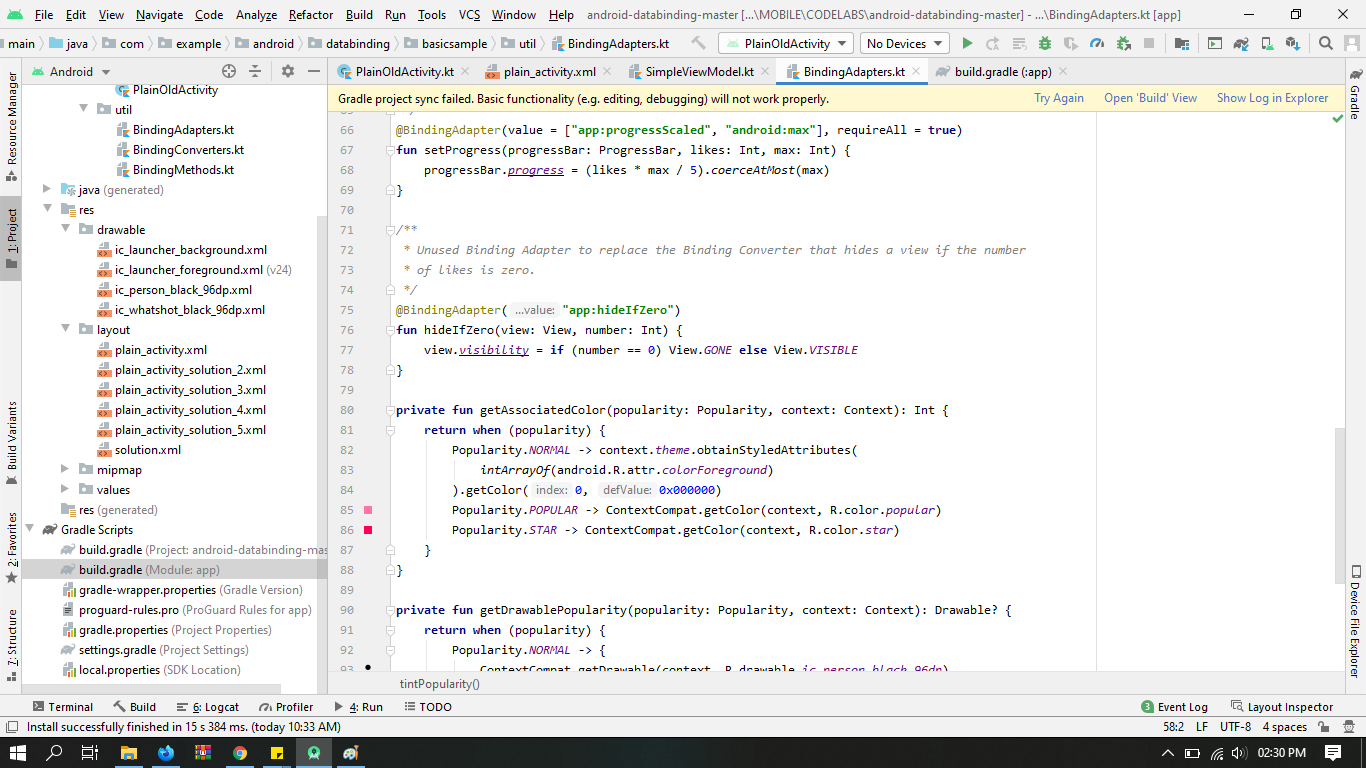 File Edit View Navigate Code Analyze Refactor Build Run Tools VCS Window Help android-databinding-master [...\MOBILE\CODELABS\android-databinding-master] - ...\BindingAdapters.kt [app]
main java com example android databinding basicsample util BindingAdapters.kt PlainOldActivity No Devices
Android PlainOldActivity.kt plain_activity.xml SimpleViewModel.kt BindingAdapters.kt build.gradle (:app)
Gradle project sync failed. Basic functionality (e.g. editing, debugging) will not work properly. Try Again Open 'Build' View Show Log in Explorer
Resource Manager
1: Project
Build Variants
2: Favorites
7: Structure
PlainOldActivity
util
BindingAdapters.kt
BindingConverters.kt
BindingMethods.kt
java (generated)
res
drawable
ic_launcher_background.xml
ic_launcher_foreground.xml (v24)
ic_person_black_96dp.xml
ic_whatshot_black_96dp.xml
layout
plain_activity.xml
plain_activity_solution_2.xml
plain_activity_solution_3.xml
plain_activity_solution_4.xml
plain_activity_solution_5.xml
solution.xml
mipmap
values
res (generated)
Gradle Scripts
build.gradle (Project: android-databinding-mas
build.gradle (Module: app)
gradle-wrapper.properties (Gradle Version)
proguard-rules.pro (ProGuard Rules for app)
gradle.properties (Project Properties)
settings.gradle (Project Settings)
local.properties (SDK Location)
66 @BindingAdapter(value = ["app:progressScaled", "android:max"], requireAll = true)
67 fun setProgress(progressBar: ProgressBar, likes: Int, max: Int) {
68 progressBar.progress = (likes * max / 5).coerceAtMost(max)
69 }
70
71 /**
72 * Unused Binding Adapter to replace the Binding Converter that hides a view if the number
73 * of likes is zero.
74 */
75 @BindingAdapter( ...value: "app:hideIfZero")
76 fun hideIfZero(view: View, number: Int) {
77 view.visibility = if (number == 0) View.GONE else View.VISIBLE
78 }
79
80 private fun getAssociatedColor(popularity: Popularity, context: Context): Int {
81 return when (popularity) {
82 Popularity.NORMAL -> context.theme.obtainStyledAttributes(
83 intArrayOf(android.R.attr.colorForeground)
84 ).getColor( index: 0, defValue: 0x000000)
85 Popularity.POPULAR -> ContextCompat.getColor(context, R.color.popular)
86 Popularity.STAR -> ContextCompat.getColor(context, R.color.star)
87 }
88 }
89
90 private fun getDrawablePopularity(popularity: Popularity, context: Context): Drawable? {
91 return when (popularity) {
92 Popularity.NORMAL -> {
93 ContextCompat.getDrawable(context, R.drawable.ic_person_black_96dp)
tintPopularity()
Gradle
Device File Explorer
Terminal Build 6: Logcat Profiler 4: Run TODO 3 Event Log Layout Inspector
Install successfully finished in 15 s 384 ms. (today 10:33 AM) 58:2 LF UTF-8 4 spaces
02:30 PM